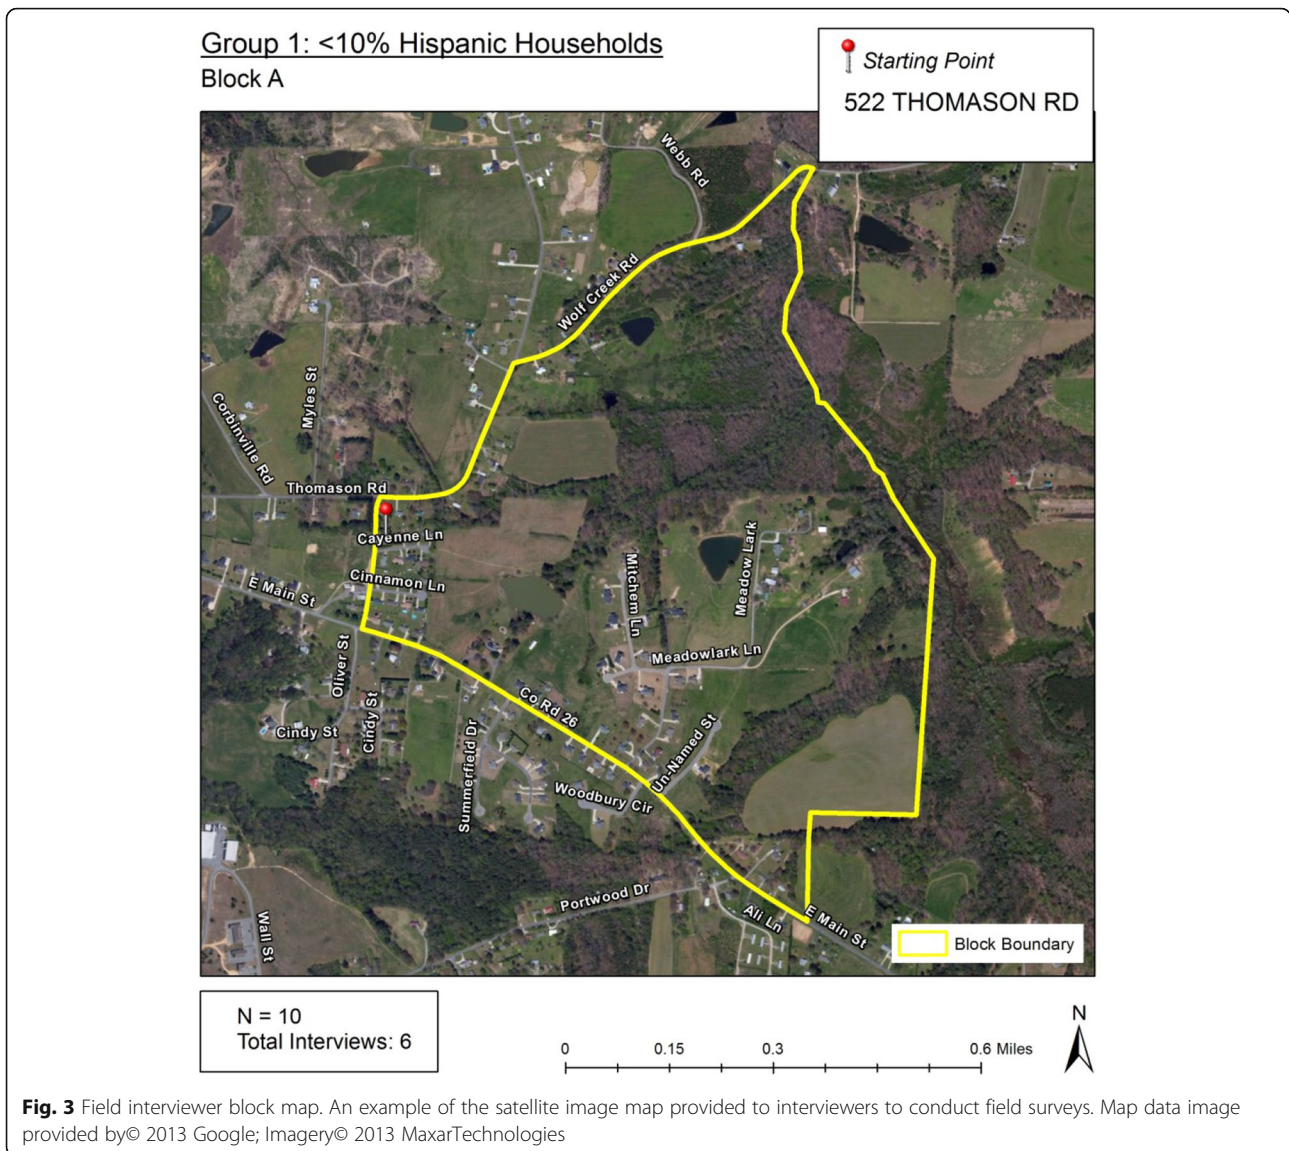 Group 1: <10% Hispanic Households
Block A
Starting Point
522 THOMASON RD
Webb Rd
Wolf Creek Rd
Myles St
Corbinville Rd
Thomason Rd
Cayenne Ln
Cinnamon Ln
E Main St
Mitchem Ln
Meadow Lark
Meadowlark Ln
Oliver St
Cindy St
Cindy St
Co Rd 26
Un-Named St
Summerfield Dr
Woodbury Cir
Portwood Dr
Ali Ln
E Main St
Wall St
Block Boundary
N = 10
Total Interviews: 6
0 0.15 0.3 0.6 Miles
N
Fig. 3 Field interviewer block map. An example of the satellite image map provided to interviewers to conduct field surveys. Map data image
provided by© 2013 Google; Imagery© 2013 MaxarTechnologies